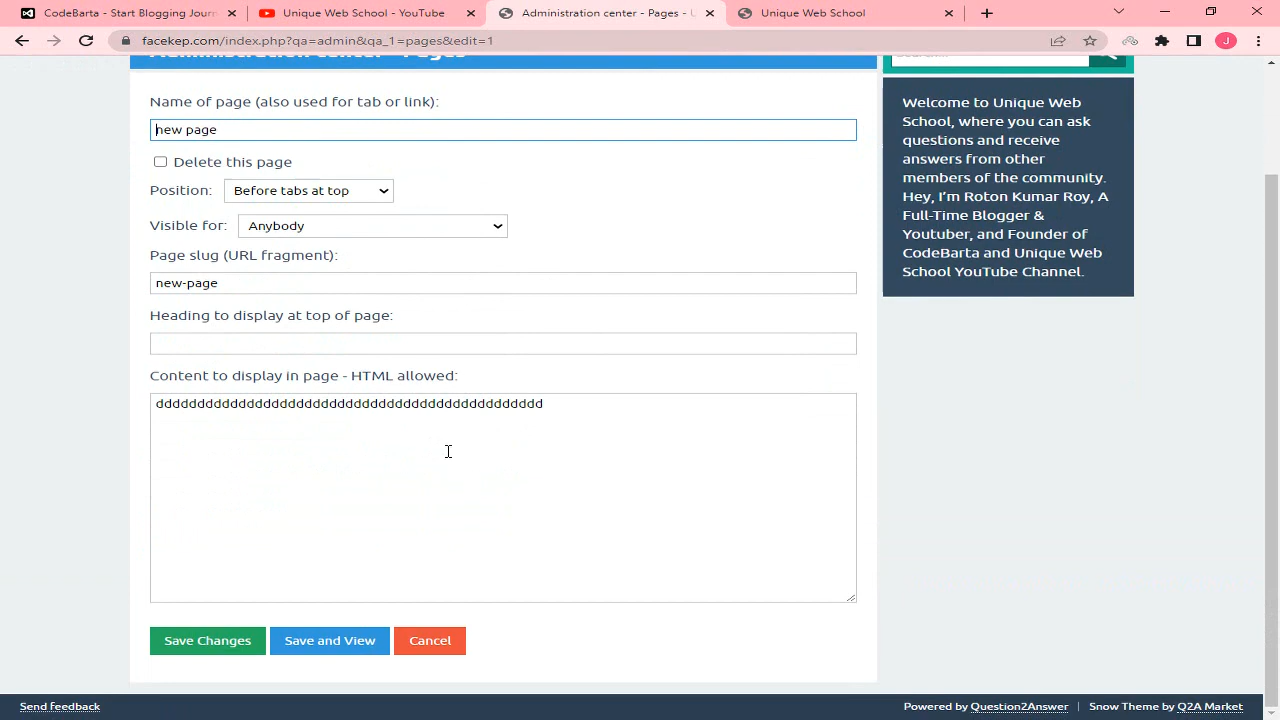 CodeBarta - Start Blogging Journ
Unique Web School - YouTube
Administration center - Pages - U
Unique Web School
facekep.com/index.php?qa=admin&qa_1=pages&edit=1
J
Administration center - Pages
Search...
Name of page (also used for tab or link):
new page
Delete this page
Position: Before tabs at top
Visible for: Anybody
Page slug (URL fragment):
new-page
Heading to display at top of page:
Content to display in page - HTML allowed:
ddddddddddddddddddddddddddddddddddddddddddddddd
Save Changes Save and View Cancel
Welcome to Unique Web
School, where you can ask
questions and receive
answers from other
members of the community.
Hey, I’m Roton Kumar Roy, A
Full-Time Blogger &
Youtuber, and Founder of
CodeBarta and Unique Web
School YouTube Channel.
Send feedback
Powered by Question2Answer | Snow Theme by Q2A Market